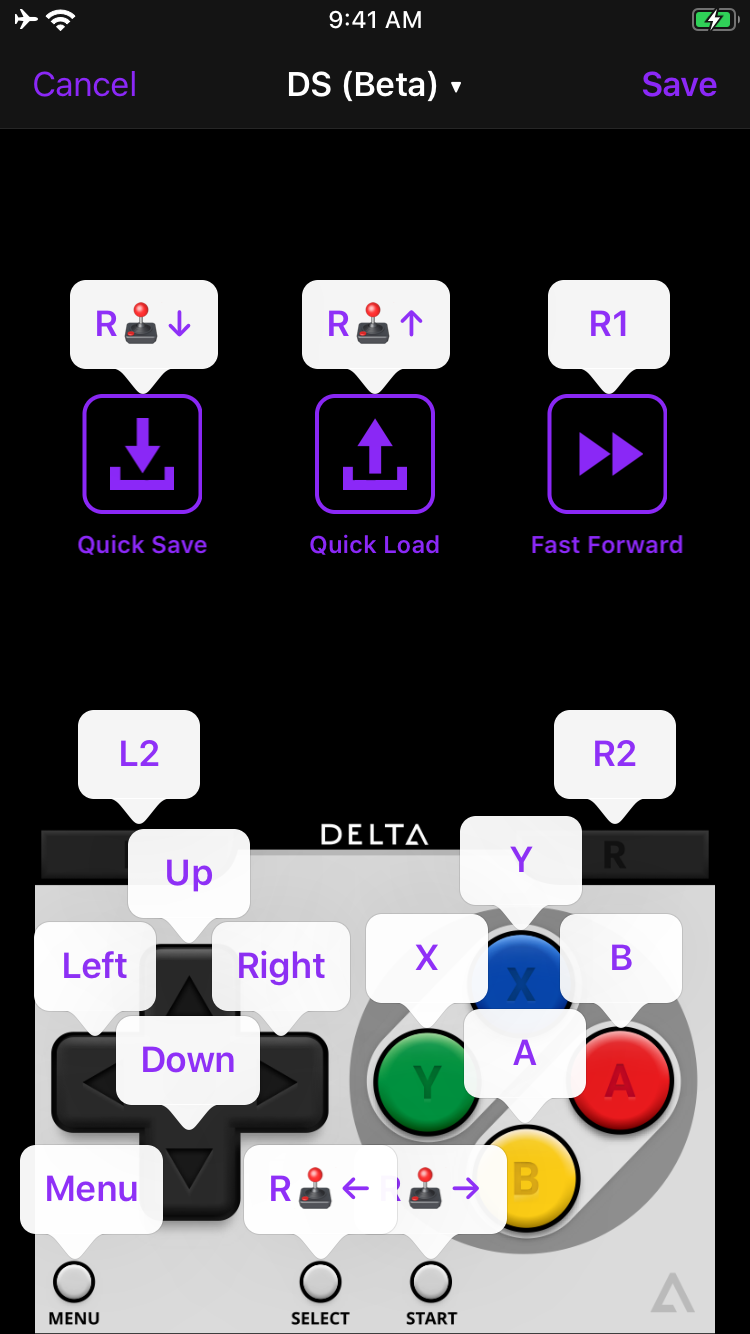 9:41 AM
Cancel
DS (Beta) ▼
Save
R🕹️↓
R🕹️↑
R1
Quick Save
Quick Load
Fast Forward
L2
R2
DELTA
R
Up
Y
Left
Right
X
X
B
Down
A
Y
A
B
Menu
R🕹️←
R🕹️→
MENU
SELECT
START